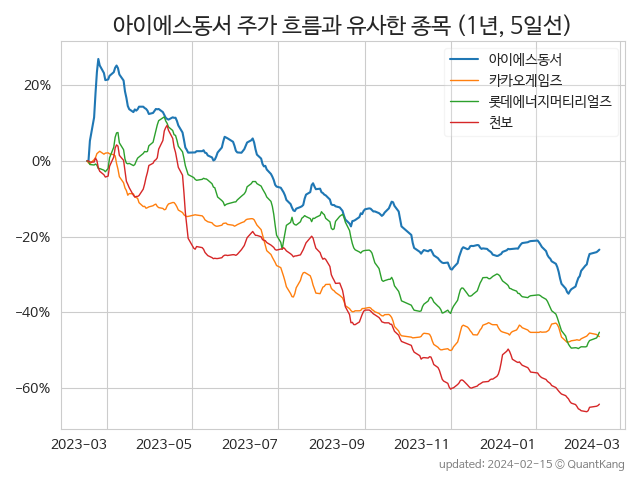 아이에스동서 주가 흐름과 유사한 종목 (1년, 5일선)
아이에스동서
카카오게임즈
롯데에너지머티리얼즈
천보
20%
0%
−20%
−40%
−60%
2023−03 2023−05 2023−07 2023−09 2023−11 2024−01 2024−03
updated: 2024-02-15 © QuantKang